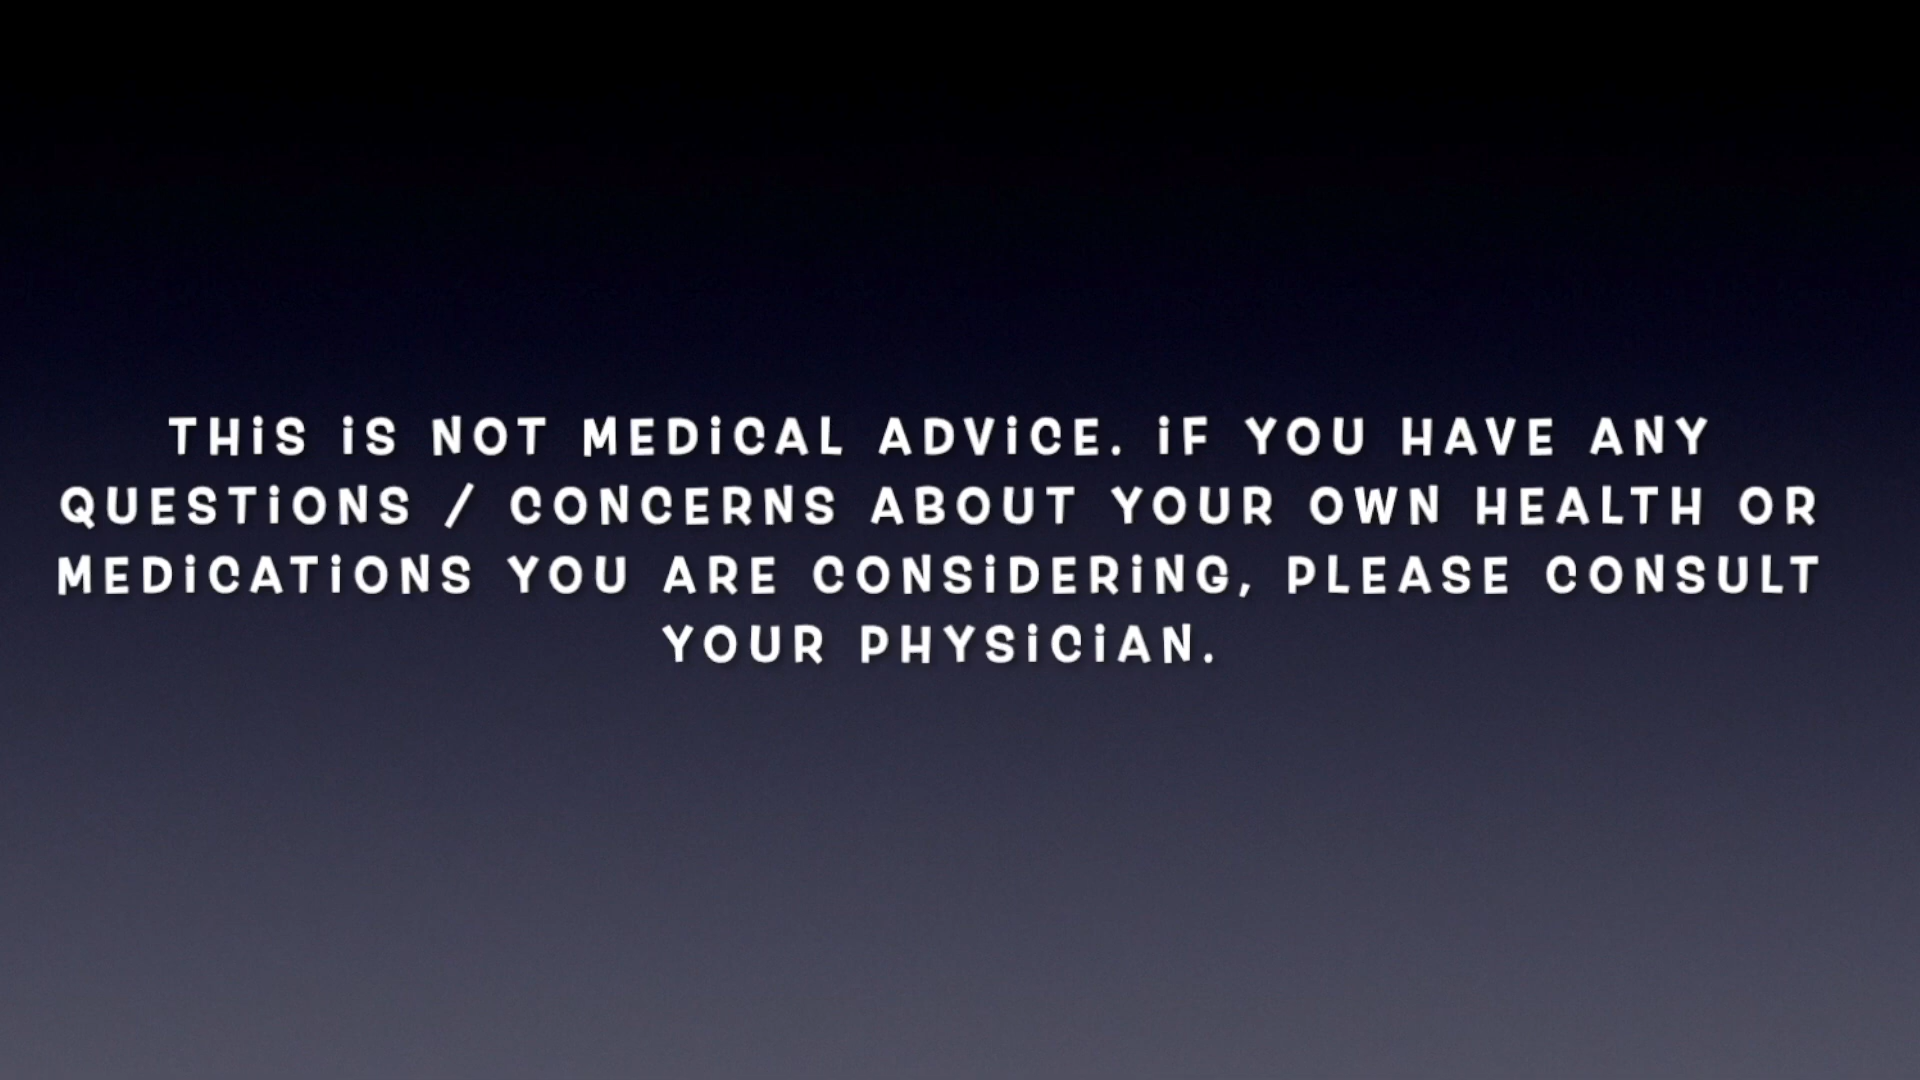 THiS iS NOT MEDiCAL ADViCE. iF YOU HAVE ANY
QUESTiONS / CONCERNS ABOUT YOUR OWN HEALTH OR
MEDiCATiONS YOU ARE CONSiDERiNG, PLEASE CONSULT
YOUR PHYSiCiAN.